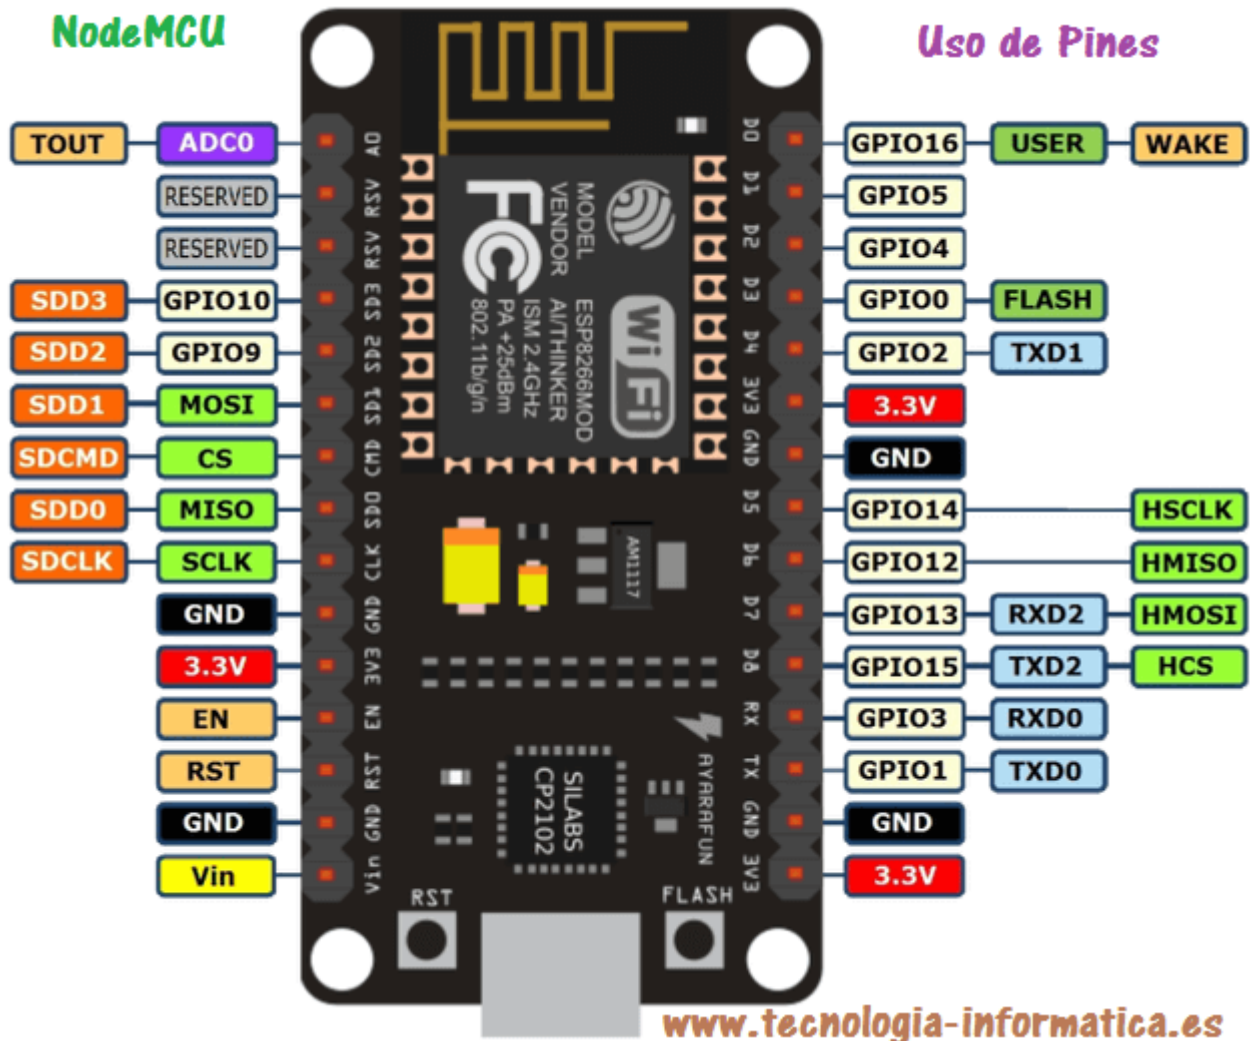 NodeMCU
Uso de Pines
TOUT ADC0 A0 D0 GPIO16 USER WAKE
RESERVED RSV D1 GPIO5
RESERVED RSV D2 GPIO4
SDD3 GPIO10 SD3 D3 GPIO0 FLASH
SDD2 GPIO9 SD2 D4 GPIO2 TXD1
SDD1 MOSI SD1 3V3 3.3V
SDCMD CS CMD GND GND
SDD0 MISO SD0 D5 GPIO14 HSCLK
SDCLK SCLK CLK D6 GPIO12 HMISO
GND GND D7 GPIO13 RXD2 HMOSI
3.3V 3V3 D8 GPIO15 TXD2 HCS
EN EN RX GPIO3 RXD0
RST RST TX GPIO1 TXD0
GND GND GND GND
Vin Vin 3V3 3.3V
MODEL ESP8266MOD
VENDOR AI/THINKER
ISM 2.4GHz
PA +25dBm
802.11b/g/n
FC
WiFi
AM1117
SILABS
CP2102
AYARAFUN
RST
FLASH
www.tecnologia-informatica.es